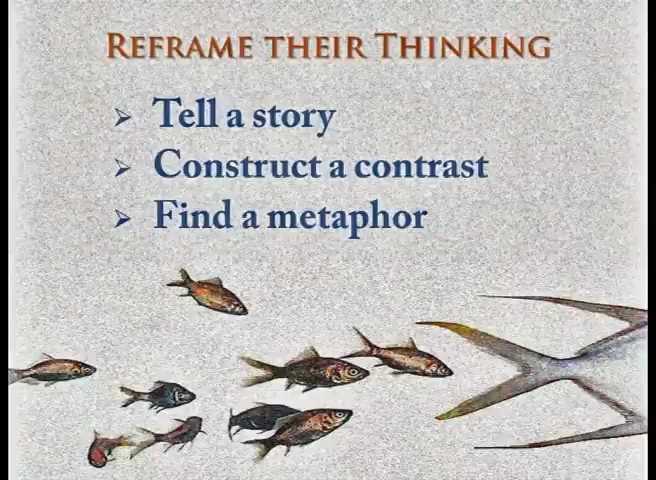 REFRAME THEIR THINKING
Tell a story
Construct a contrast
Find a metaphor